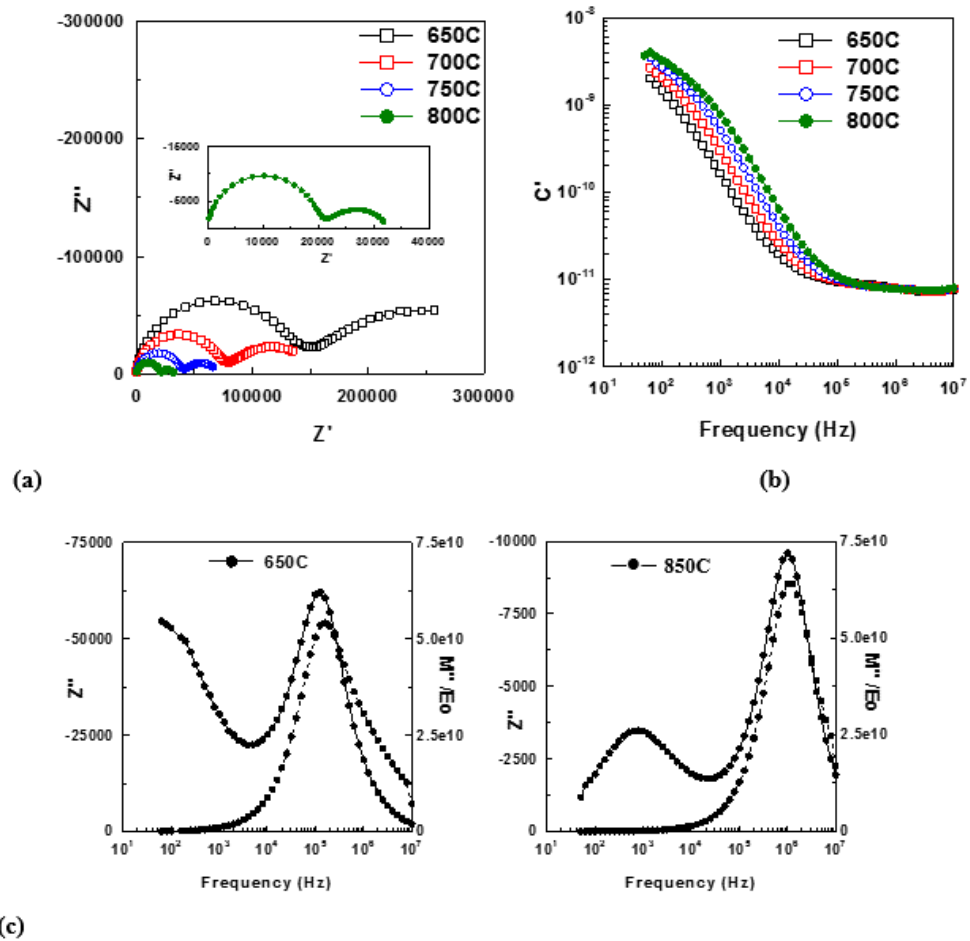 -300000
-200000
-100000
0
Z''
650C
700C
750C
800C
-16000
-6000
Z'
0
10000
20000
30000
40000
Z'
0
100000
200000
300000
Z'
(a)
10-8
10-9
10-10
10-11
10-12
C'
650C
700C
750C
800C
101
102
103
104
105
106
107
Frequency (Hz)
(b)
-75000
-50000
-25000
0
Z''
650C
7.5e10
5.0e10
2.5e10
0
M''/Eo
101
102
103
104
105
106
107
Frequency (Hz)
-10000
-7500
-5000
-2500
0
Z''
850C
7.5e10
5.0e10
2.5e10
0
M''/Eo
101
102
103
104
105
106
107
Frequency (Hz)
(c)